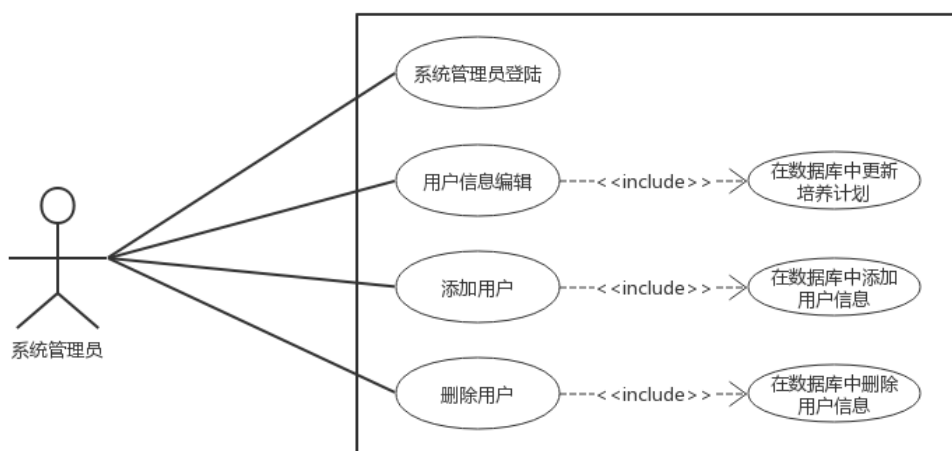 系统管理员登陆
用户信息编辑
<<include>>
在数据库中更新
培养计划
添加用户
<<include>>
在数据库中添加
用户信息
系统管理员
删除用户
<<include>>
在数据库中删除
用户信息